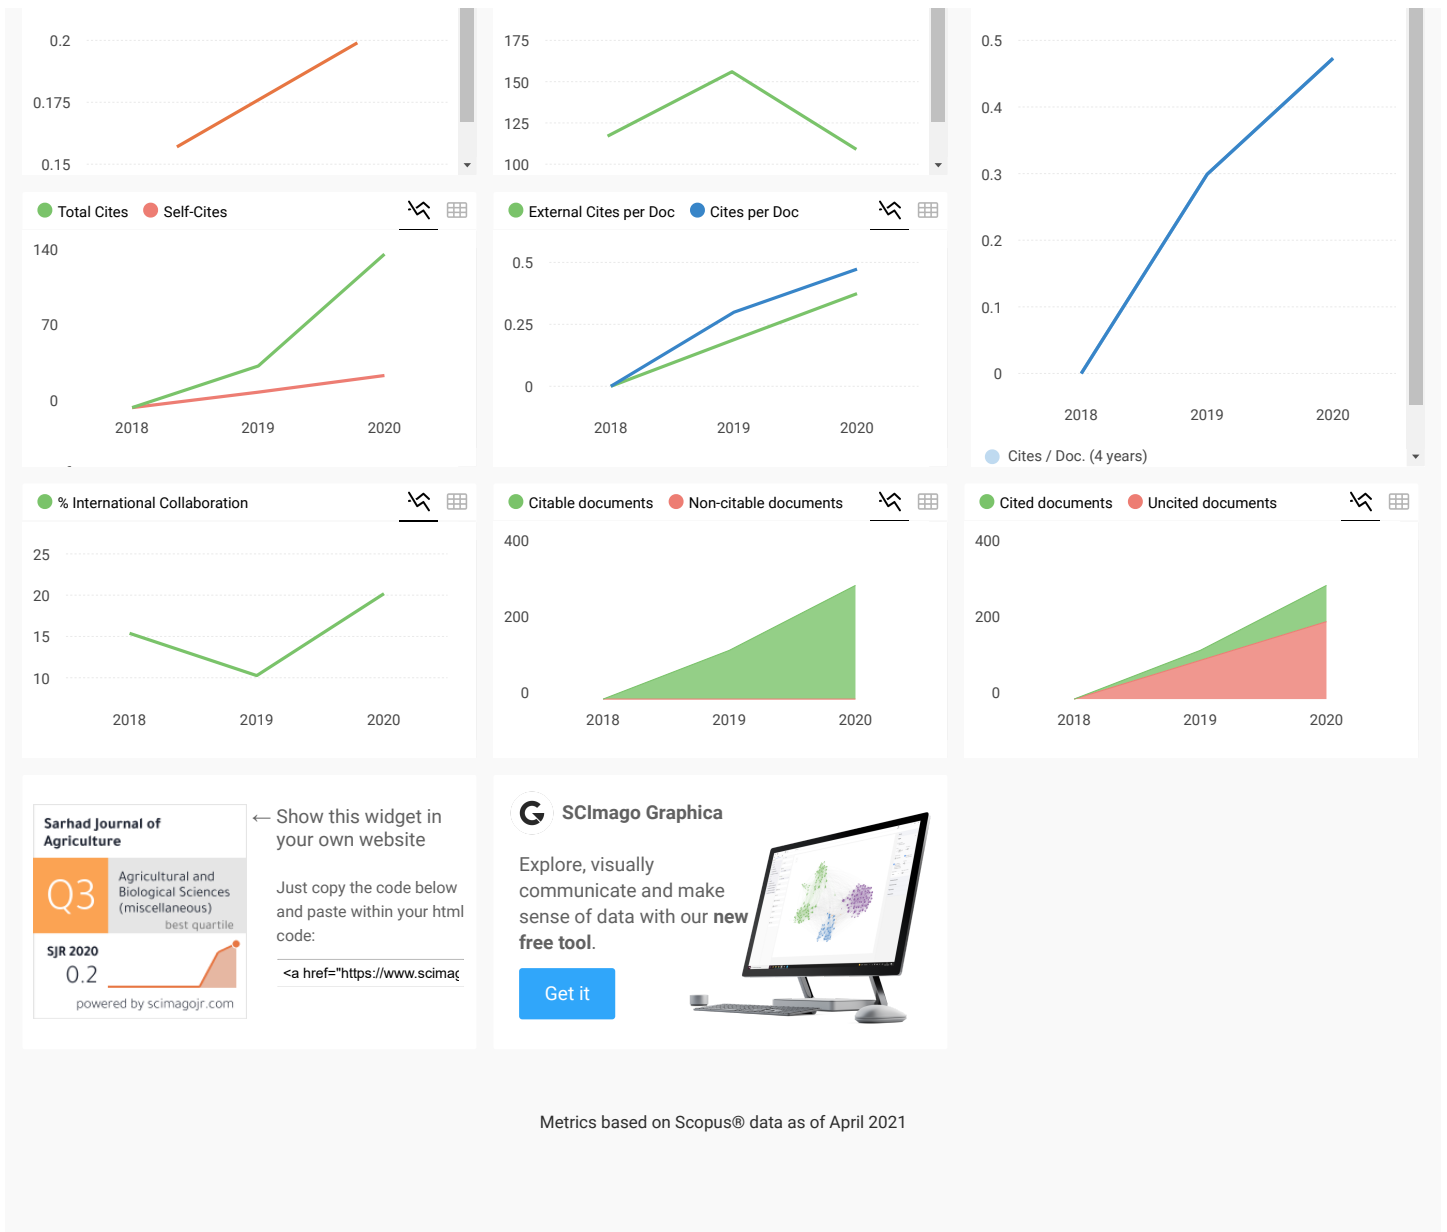 0.2
0.175
0.15
175
150
125
100
0.5
0.4
0.3
0.2
0.1
0
2018 2019 2020
Cites / Doc. (4 years)
Total Cites Self-Cites
140
70
0
2018 2019 2020
External Cites per Doc Cites per Doc
0.5
0.25
0
2018 2019 2020
% International Collaboration
25
20
15
10
2018 2019 2020
Citable documents Non-citable documents
400
200
0
2018 2019 2020
Cited documents Uncited documents
400
200
0
2018 2019 2020
Sarhad Journal of
Agriculture
Q3
Agricultural and
Biological Sciences
(miscellaneous)
best quartile
SJR 2020
0.2
powered by scimagojr.com
← Show this widget in
your own website
Just copy the code below
and paste within your html
code:
<a href="https://www.scimag
SCImago Graphica
Explore, visually
communicate and make
sense of data with our new
free tool.
Get it
Metrics based on Scopus® data as of April 2021